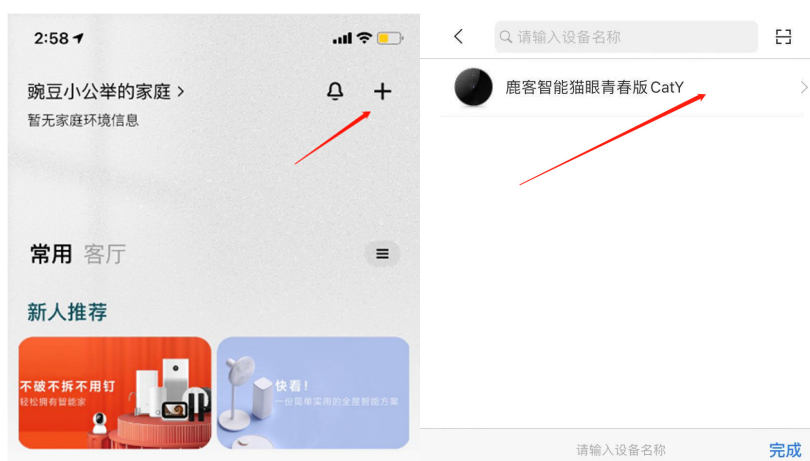 2:58
豌豆小公举的家庭
暂无家庭环境信息
常用 客厅
新人推荐
不破不拆不用钉
轻松拥有智能家
快看！
一份简单实用的全屋智能方案
请输入设备名称
鹿客智能猫眼青春版CatY
请输入设备名称
完成